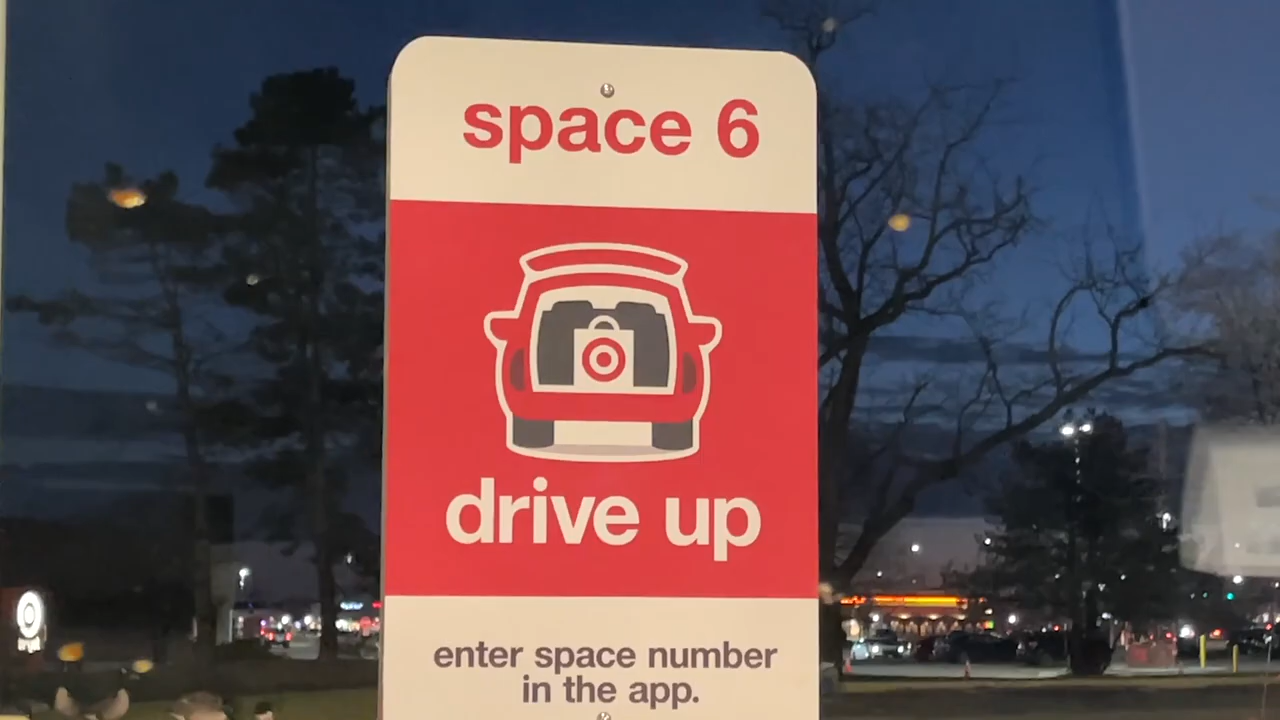 space 6
drive up
enter space number
in the app.